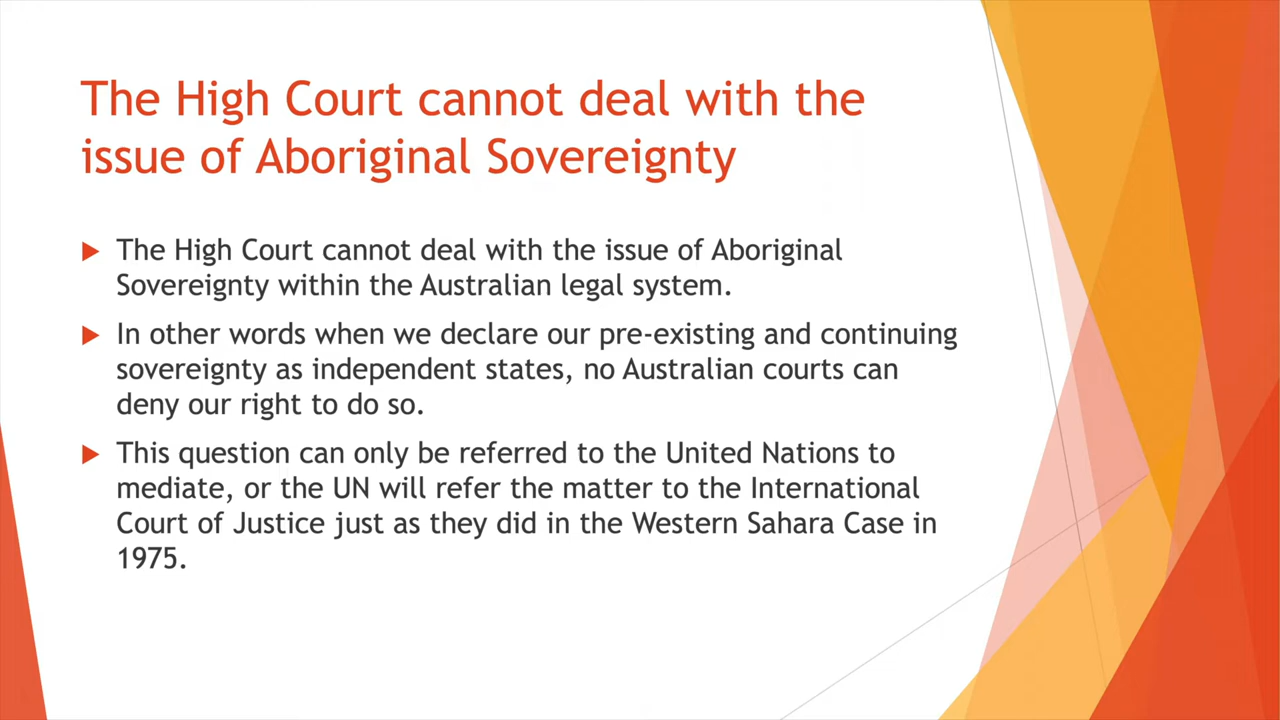 The High Court cannot deal with the
issue of Aboriginal Sovereignty
The High Court cannot deal with the issue of Aboriginal
Sovereignty within the Australian legal system.
In other words when we declare our pre-existing and continuing
sovereignty as independent states, no Australian courts can
deny our right to do so.
This question can only be referred to the United Nations to
mediate, or the UN will refer the matter to the International
Court of Justice just as they did in the Western Sahara Case in
1975.